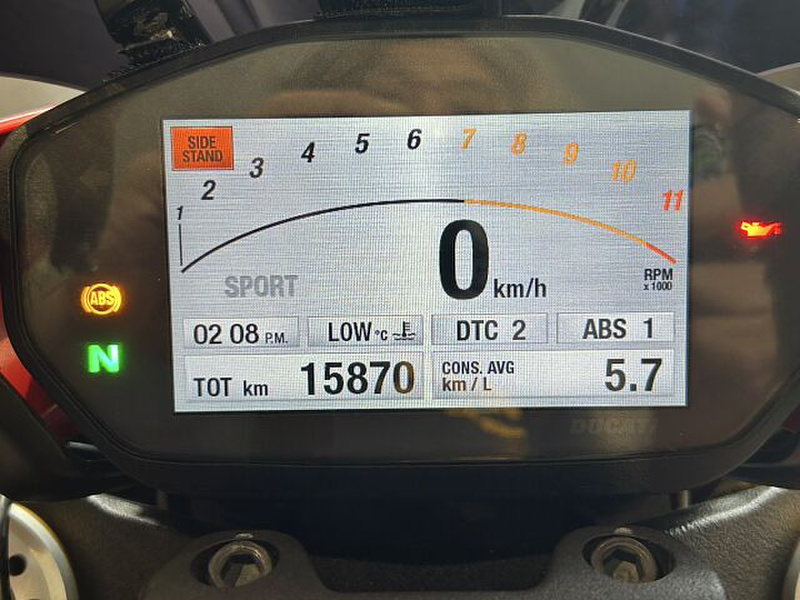 SIDE
STAND
1 2 3 4 5 6 7 8 9 10 11
SPORT
0 km/h
RPM
x 1000
ABS
N
02 08 P.M. LOW °C DTC 2 ABS 1
TOT km 15870
CONS. AVG
km / L
5.7
DUCATI